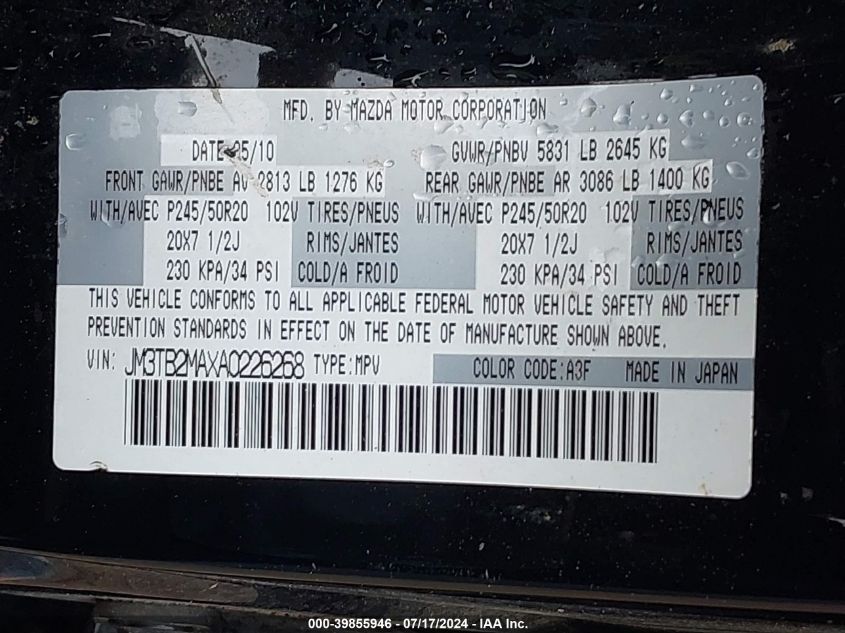 MFD. BY MAZDA MOTOR CORPORATION
DATE 05/10 GVWR/PNBV 5831 LB 2645 KG
FRONT GAWR/PNBE AV 2813 LB 1276 KG REAR GAWR/PNBE AR 3086 LB 1400 KG
WITH/AVEC P245/50R20 102V TIRES/PNEUS WITH/AVEC P245/50R20 102V TIRES/PNEUS
20X7 1/2J RIMS/JANTES 20X7 1/2J RIMS/JANTES
230 KPA/34 PSI COLD/A FROID 230 KPA/34 PSI COLD/A FROID
THIS VEHICLE CONFORMS TO ALL APPLICABLE FEDERAL MOTOR VEHICLE SAFETY AND THEFT
PREVENTION STANDARDS IN EFFECT ON THE DATE OF MANUFACTURE SHOWN ABOVE.
VIN: JM3TB2MAXA0226268 TYPE:MPV COLOR CODE:A3F MADE IN JAPAN
000-39855946 - 07/17/2024 - IAA Inc.